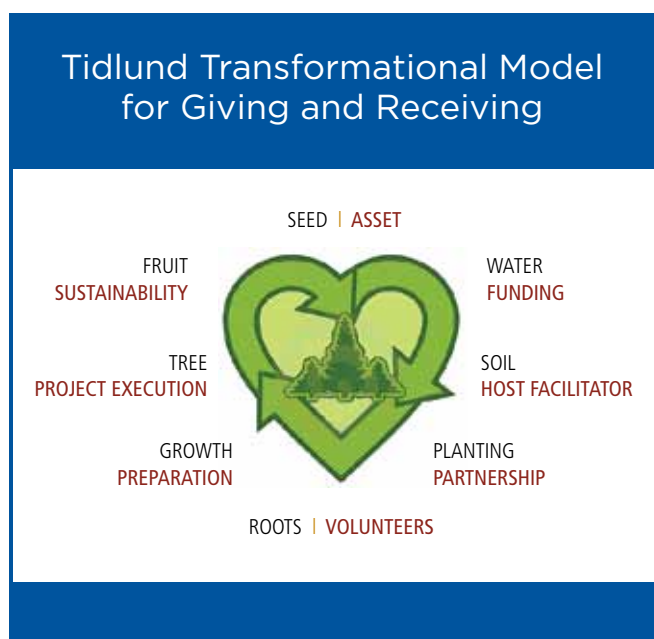 Tidlund Transformational Model
for Giving and Receiving
SEED | ASSET
FRUIT
SUSTAINABILITY
WATER
FUNDING
TREE
PROJECT EXECUTION
SOIL
HOST FACILITATOR
GROWTH
PREPARATION
PLANTING
PARTNERSHIP
ROOTS | VOLUNTEERS